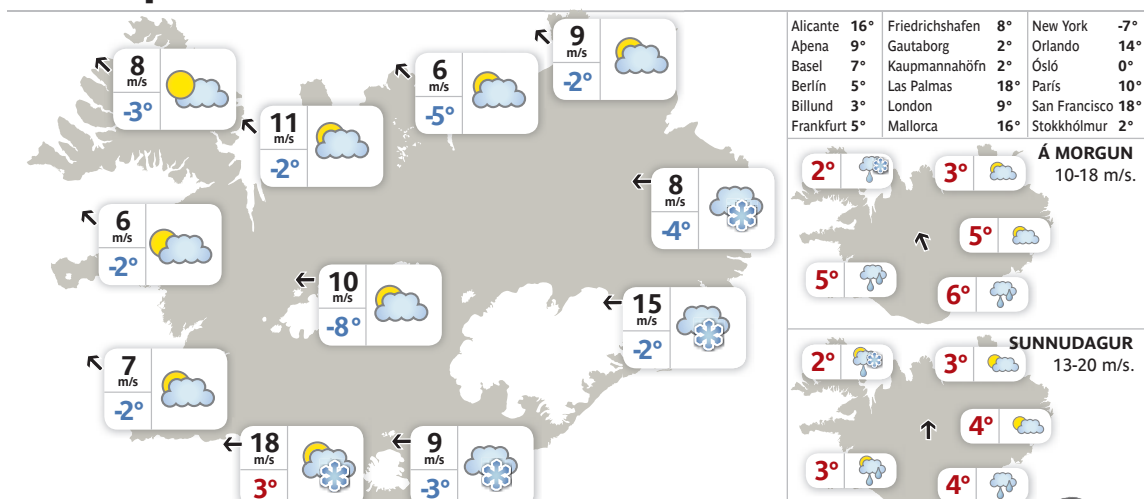 9
m/s
-2°
8
m/s
-3°
6
m/s
-5°
11
m/s
-2°
8
m/s
-4°
6
m/s
-2°
10
m/s
-8°
15
m/s
-2°
7
m/s
-2°
18
m/s
3°
9
m/s
-3°
Alicante 16°
Aþena 9°
Basel 7°
Berlín 5°
Billund 3°
Frankfurt 5°
Friedrichshafen 8°
Gautaborg 2°
Kaupmannahöfn 2°
Las Palmas 18°
London 9°
Mallorca 16°
New York -7°
Orlando 14°
Ósló 0°
París 10°
San Francisco 18°
Stokkhólmur 2°
Á MORGUN
10-18 m/s.
2°
3°
5°
5°
6°
SUNNUDAGUR
13-20 m/s.
2°
3°
4°
3°
4°